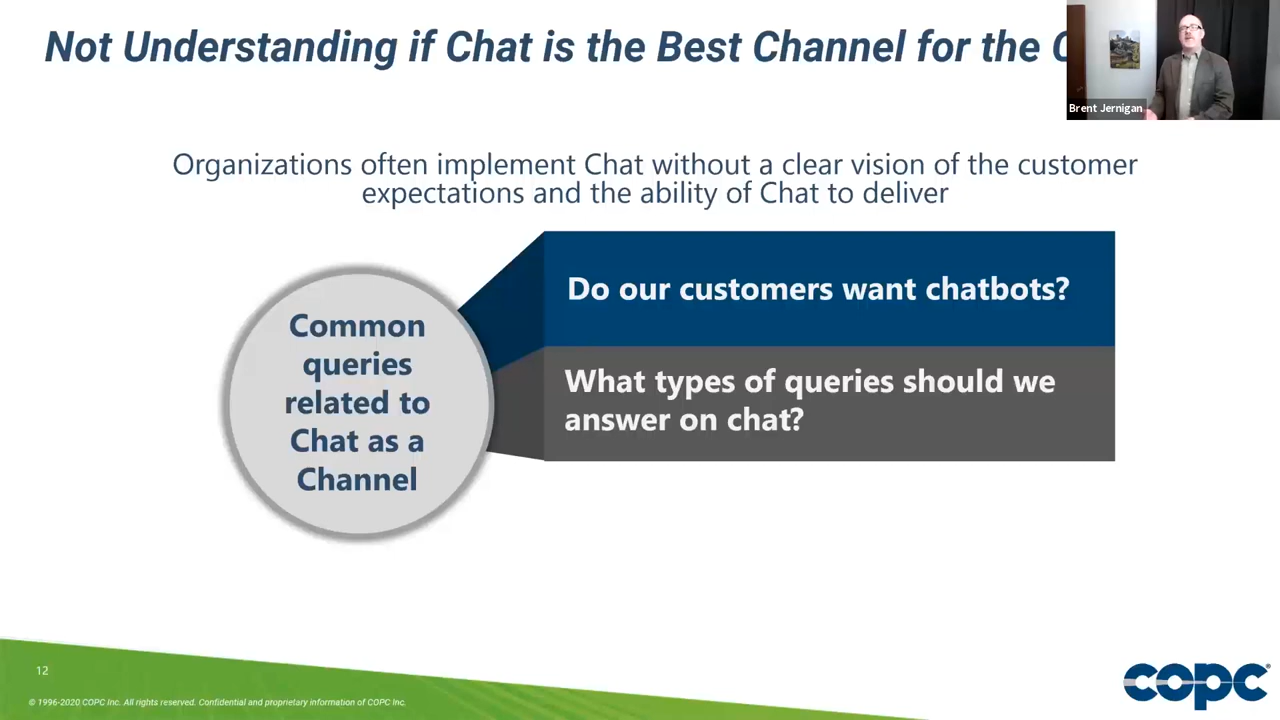 Not Understanding if Chat is the Best Channel for the
Brent Jernigan
Organizations often implement Chat without a clear vision of the customer
expectations and the ability of Chat to deliver
Common
queries
related to
Chat as a
Channel
Do our customers want chatbots?
What types of queries should we
answer on chat?
12
© 1996-2020 COPC Inc. All rights reserved. Confidential and proprietary information of COPC Inc.
copc®